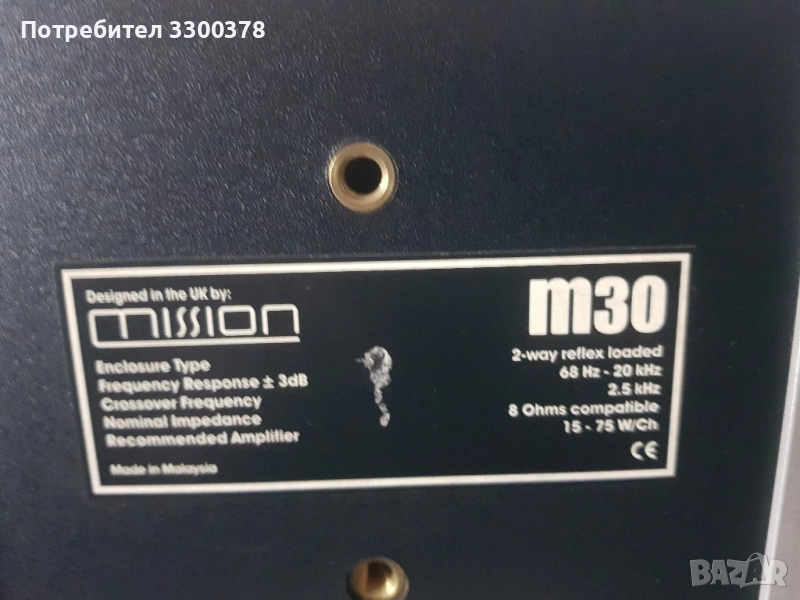 Потребител 3300378
Designed in the UK by:
mission
m30
Enclosure Type 2-way reflex loaded
Frequency Response ± 3dB 68 Hz - 20 kHz
Crossover Frequency 2.5 kHz
Nominal Impedance 8 Ohms compatible
Recommended Amplifier 15 - 75 W/Ch
CE
Made in Malaysia
BAZAR